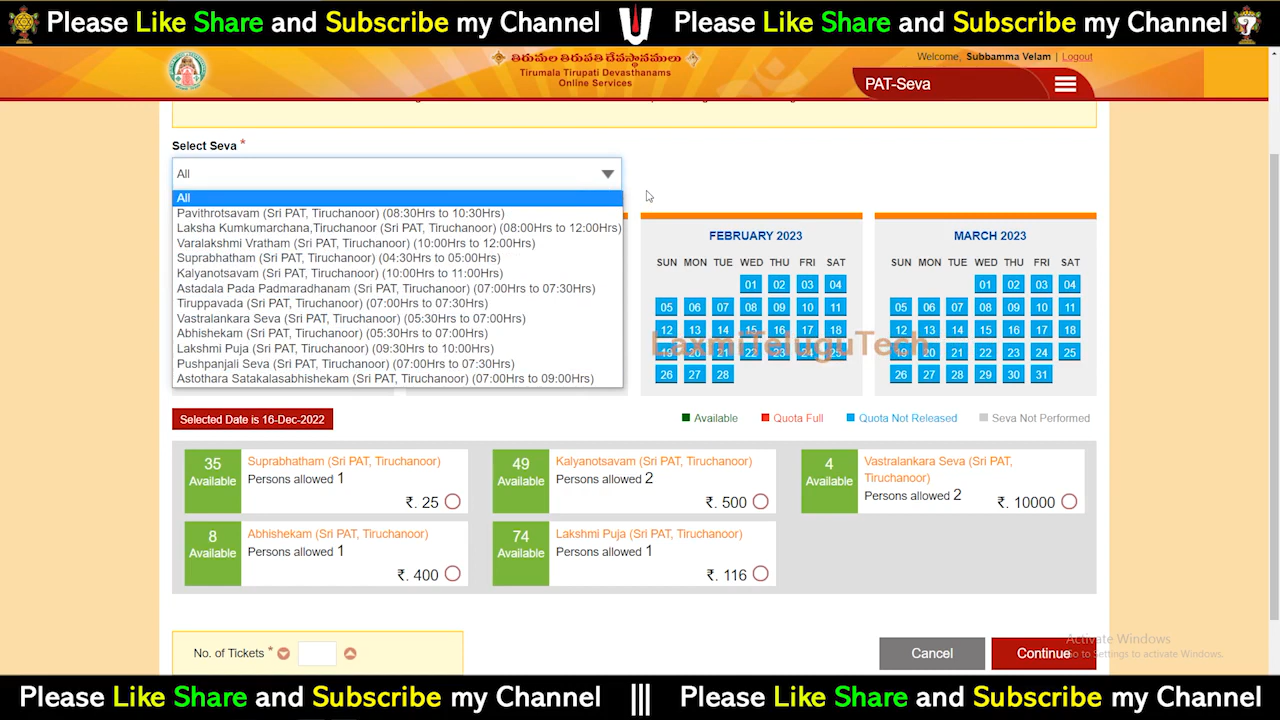 Please Like Share and Subscribe my Channel
Please Like Share and Subscribe my Channel
తిరుమల తిరుపతి దేవస్థానములు
Tirumala Tirupati Devasthanams
Online Services
Welcome, Subbamma Velam | Logout
PAT-Seva
Select Seva *
All
All
Pavithrotsavam (Sri PAT, Tiruchanoor) (08:30Hrs to 10:30Hrs)
Laksha Kumkumarchana,Tiruchanoor (Sri PAT, Tiruchanoor) (08:00Hrs to 12:00Hrs)
Varalakshmi Vratham (Sri PAT, Tiruchanoor) (10:00Hrs to 12:00Hrs)
Suprabhatham (Sri PAT, Tiruchanoor) (04:30Hrs to 05:00Hrs)
Kalyanotsavam (Sri PAT, Tiruchanoor) (10:00Hrs to 11:00Hrs)
Astadala Pada Padmaradhanam (Sri PAT, Tiruchanoor) (07:00Hrs to 07:30Hrs)
Tiruppavada (Sri PAT, Tiruchanoor) (07:00Hrs to 07:30Hrs)
Vastralankara Seva (Sri PAT, Tiruchanoor) (05:30Hrs to 07:00Hrs)
Abhishekam (Sri PAT, Tiruchanoor) (05:30Hrs to 07:00Hrs)
Lakshmi Puja (Sri PAT, Tiruchanoor) (09:30Hrs to 10:00Hrs)
Pushpanjali Seva (Sri PAT, Tiruchanoor) (07:00Hrs to 07:30Hrs)
Astothara Satakalasabhishekam (Sri PAT, Tiruchanoor) (07:00Hrs to 09:00Hrs)
FEBRUARY 2023
SUN MON TUE WED THU FRI SAT
01 02 03 04
05 06 07 08 09 10 11
12 13 14 15 16 17 18
19 20 21 22 23 24 25
26 27 28
MARCH 2023
SUN MON TUE WED THU FRI SAT
01 02 03 04
05 06 07 08 09 10 11
12 13 14 15 16 17 18
19 20 21 22 23 24 25
26 27 28 29 30 31
LaxmiTeluguTech
Selected Date is 16-Dec-2022
Available
Quota Full
Quota Not Released
Seva Not Performed
35
Available
Suprabhatham (Sri PAT, Tiruchanoor)
Persons allowed 1
₹. 25
49
Available
Kalyanotsavam (Sri PAT, Tiruchanoor)
Persons allowed 2
₹. 500
4
Available
Vastralankara Seva (Sri PAT,
Tiruchanoor)
Persons allowed 2
₹. 10000
8
Available
Abhishekam (Sri PAT, Tiruchanoor)
Persons allowed 1
₹. 400
74
Available
Lakshmi Puja (Sri PAT, Tiruchanoor)
Persons allowed 1
₹. 116
No. of Tickets *
Cancel
Continue
Activate Windows
Go to Settings to activate Windows.
Please Like Share and Subscribe my Channel
|||
Please Like Share and Subscribe my Channel